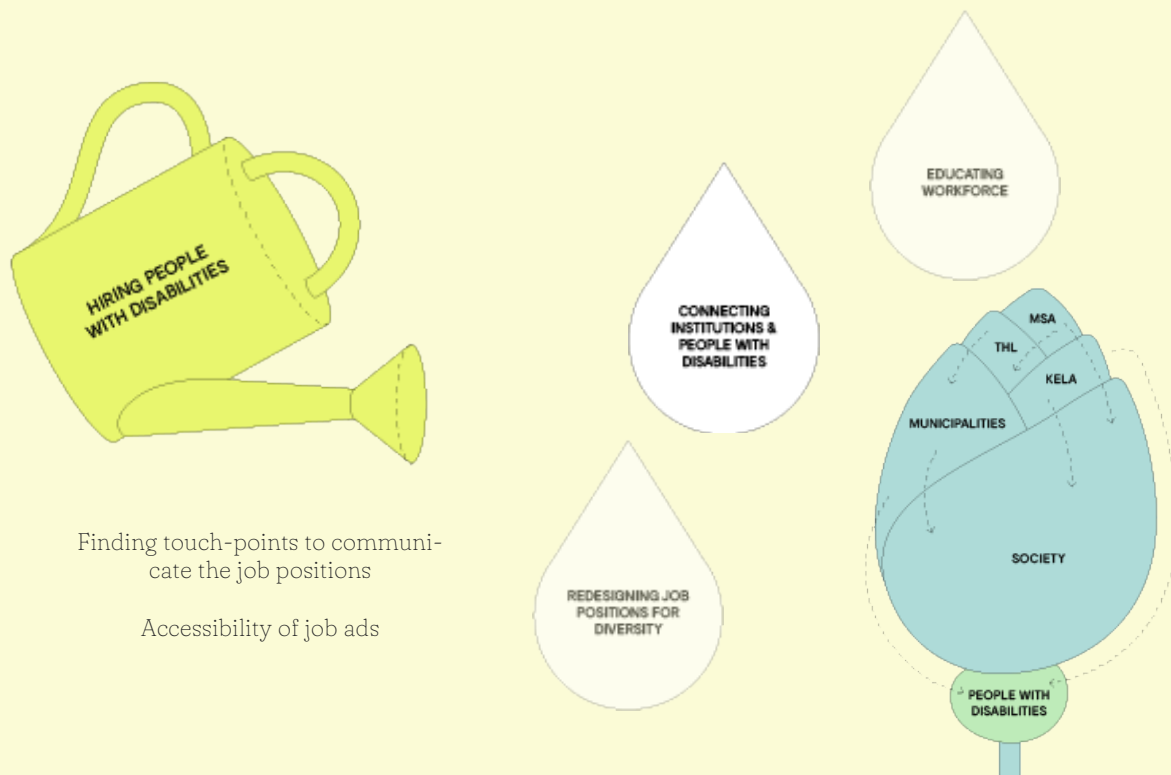 HIRING PEOPLE
WITH DISABILITIES
Finding touch-points to communi-
cate the job positions
Accessibility of job ads
EDUCATING
WORKFORCE
CONNECTING
INSTITUTIONS &
PEOPLE WITH
DISABILITIES
REDESIGNING JOB
POSITIONS FOR
DIVERSITY
MSA
THL
KELA
MUNICIPALITIES
SOCIETY
PEOPLE WITH
DISABILITIES